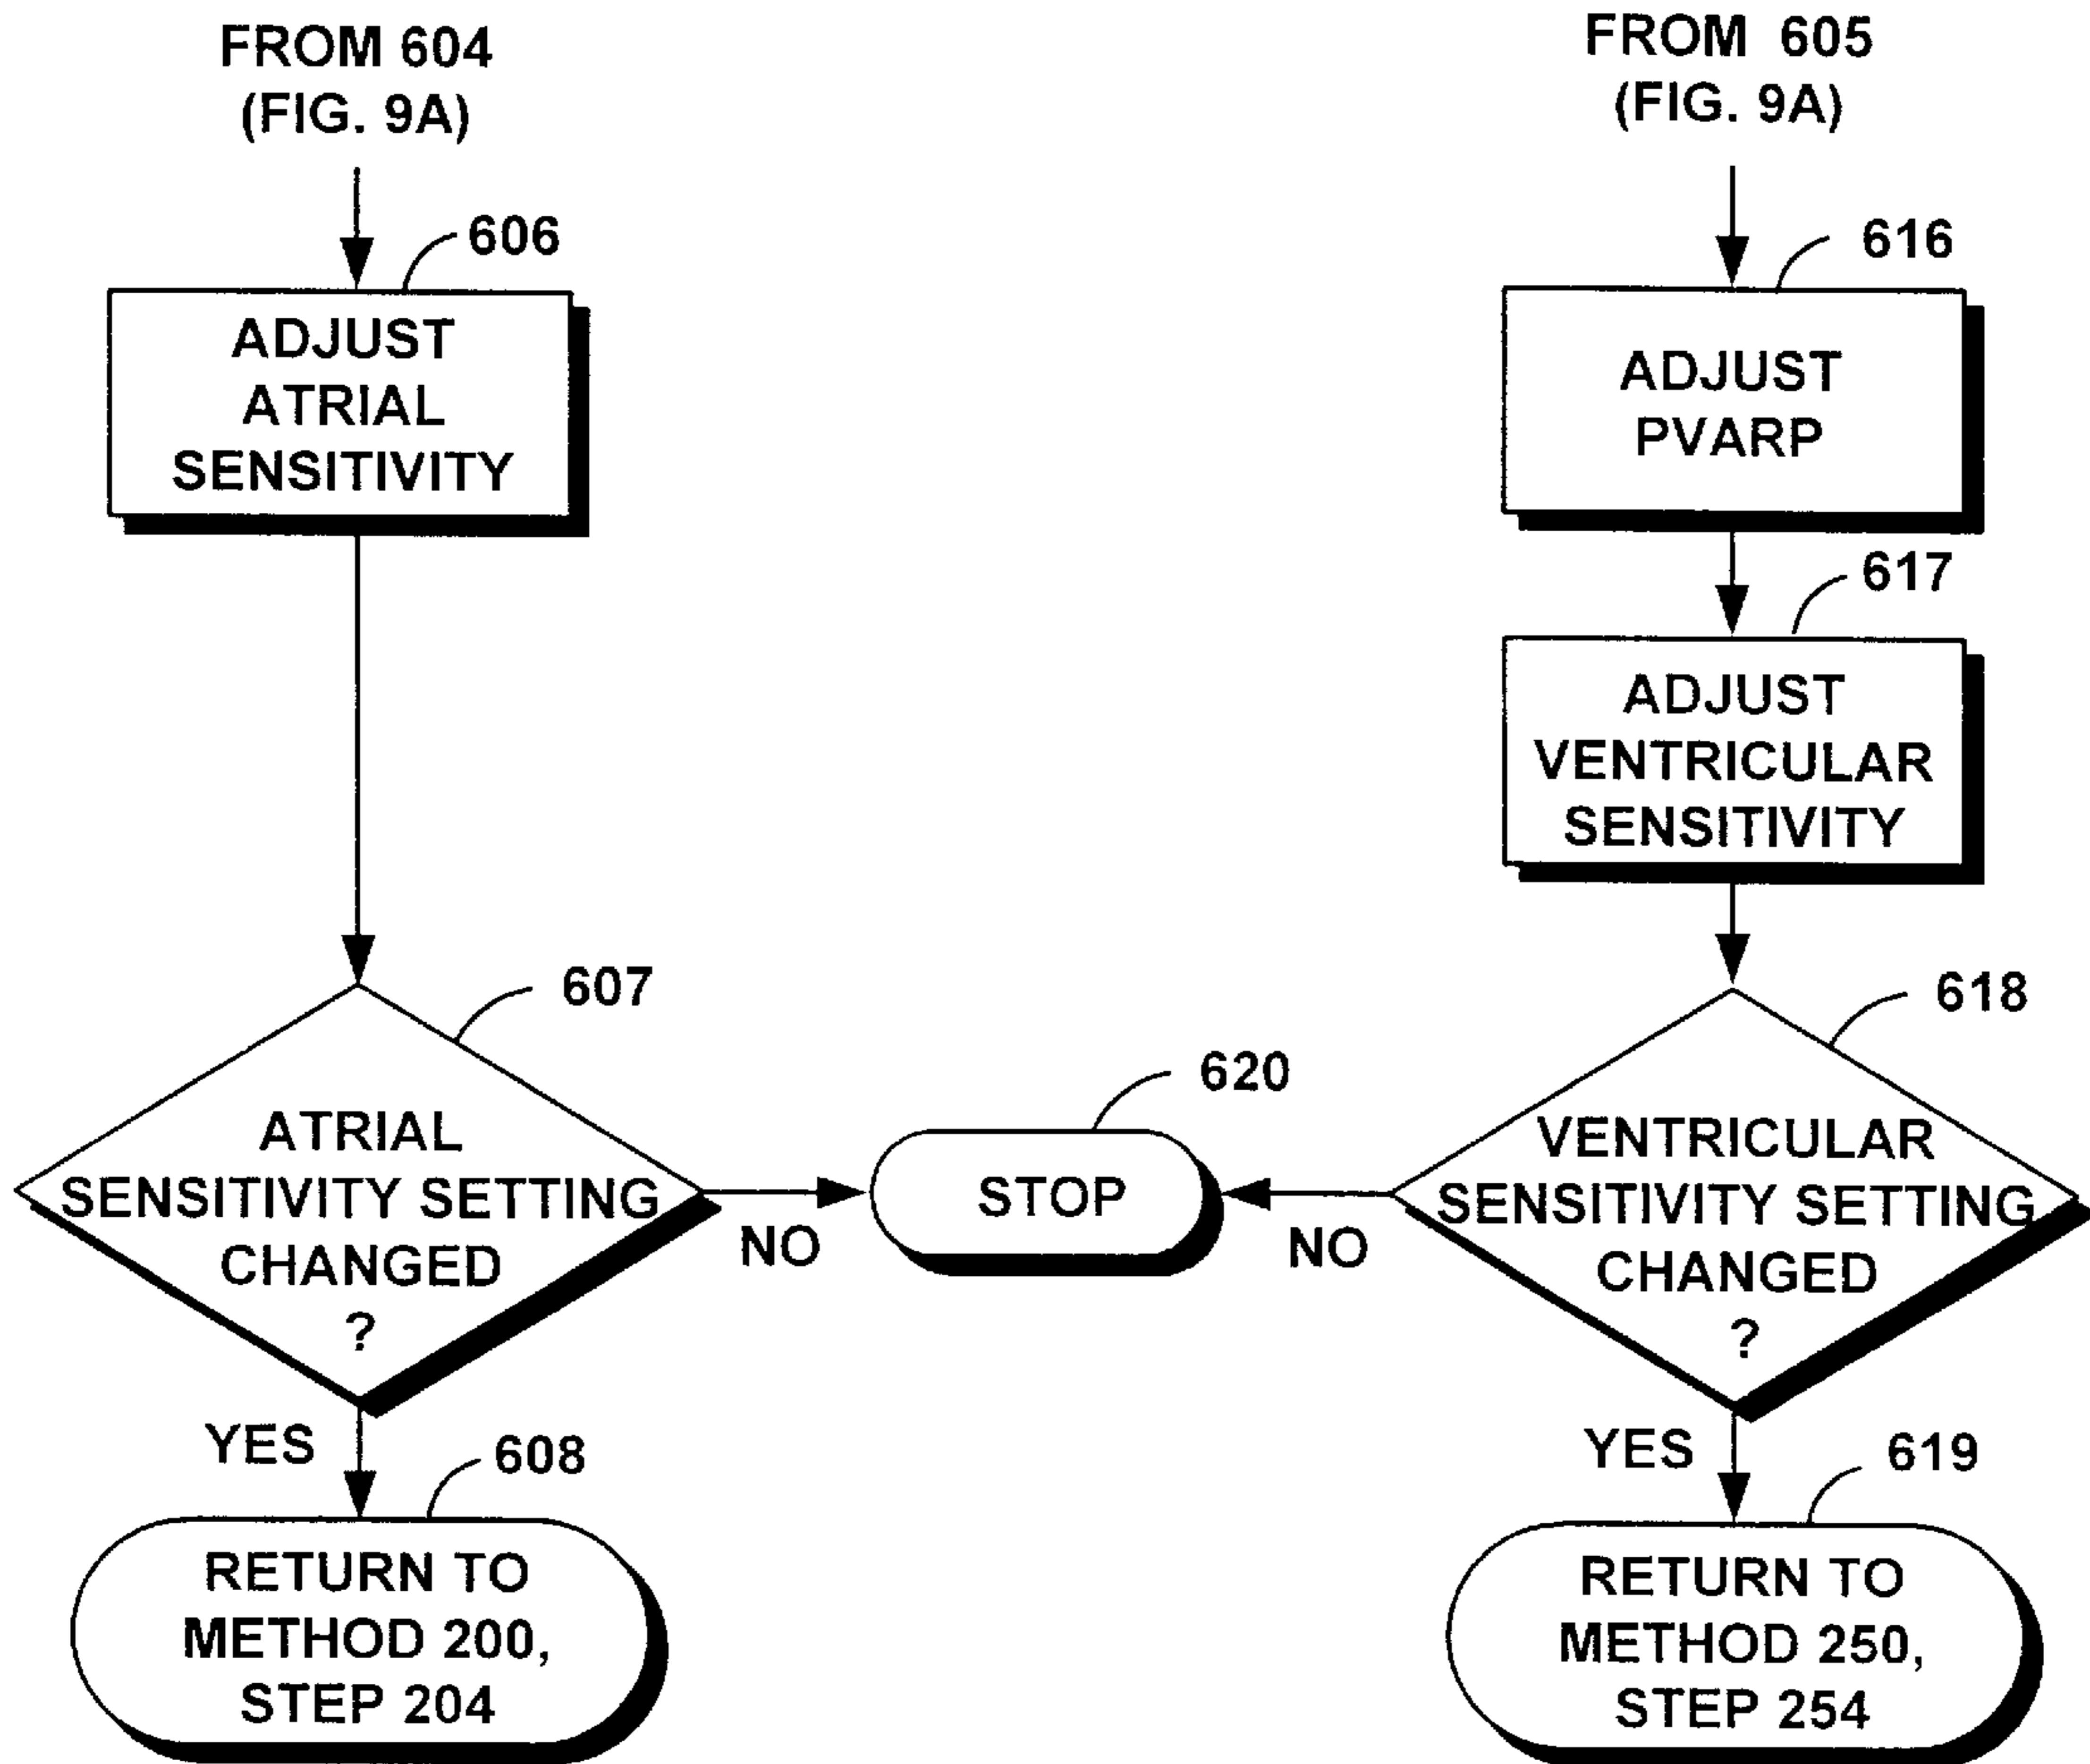 FROM 604
(FIG. 9A)
606
ADJUST
ATRIAL
SENSITIVITY
607
ATRIAL
SENSITIVITY SETTING
CHANGED
?
NO
YES
608
RETURN TO
METHOD 200,
STEP 204
620
STOP
FROM 605
(FIG. 9A)
616
ADJUST
PVARP
617
ADJUST
VENTRICULAR
SENSITIVITY
618
VENTRICULAR
SENSITIVITY SETTING
CHANGED
?
NO
YES
619
RETURN TO
METHOD 250,
STEP 254